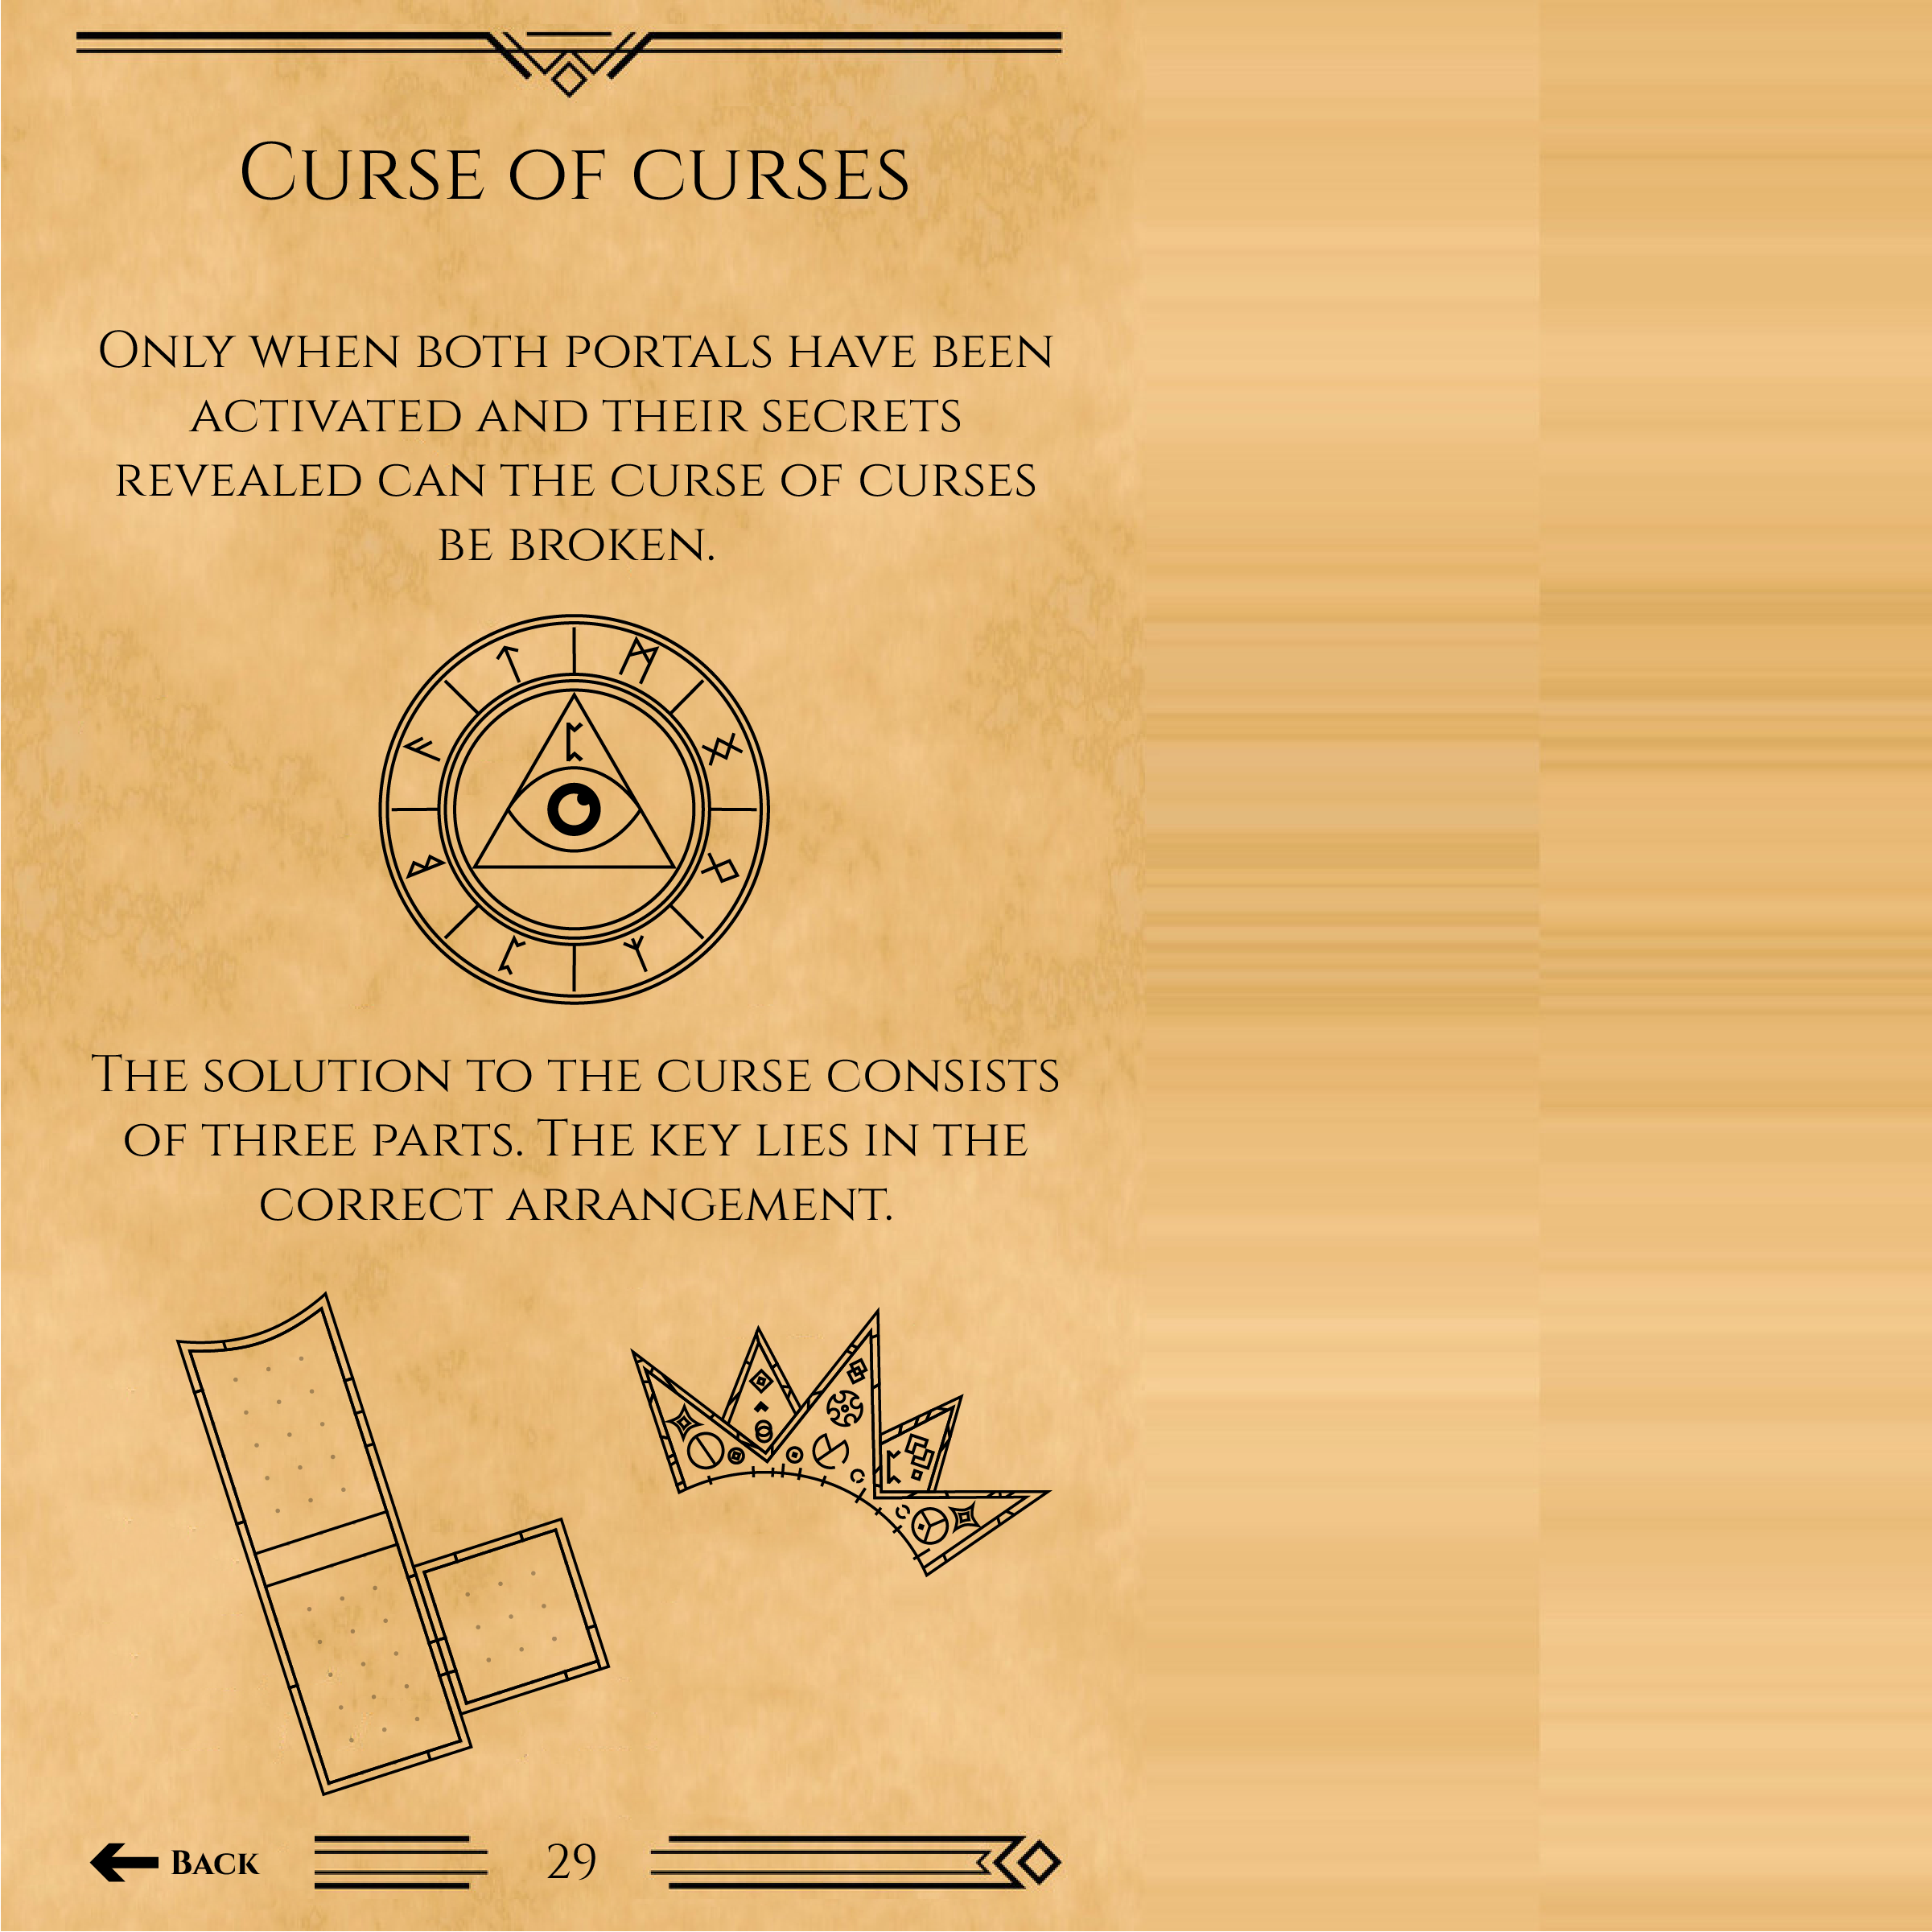 Curse of curses
Only when both portals have been
activated and their secrets
revealed can the curse of curses
be broken.
ᛏ ᛗ
ᚨ ᛝ
ᛈ
ᛒ ᛟ
ᛈ ᛉ
The solution to the curse consists
of three parts. The key lies in the
correct arrangement.
ᛈ
Back
29